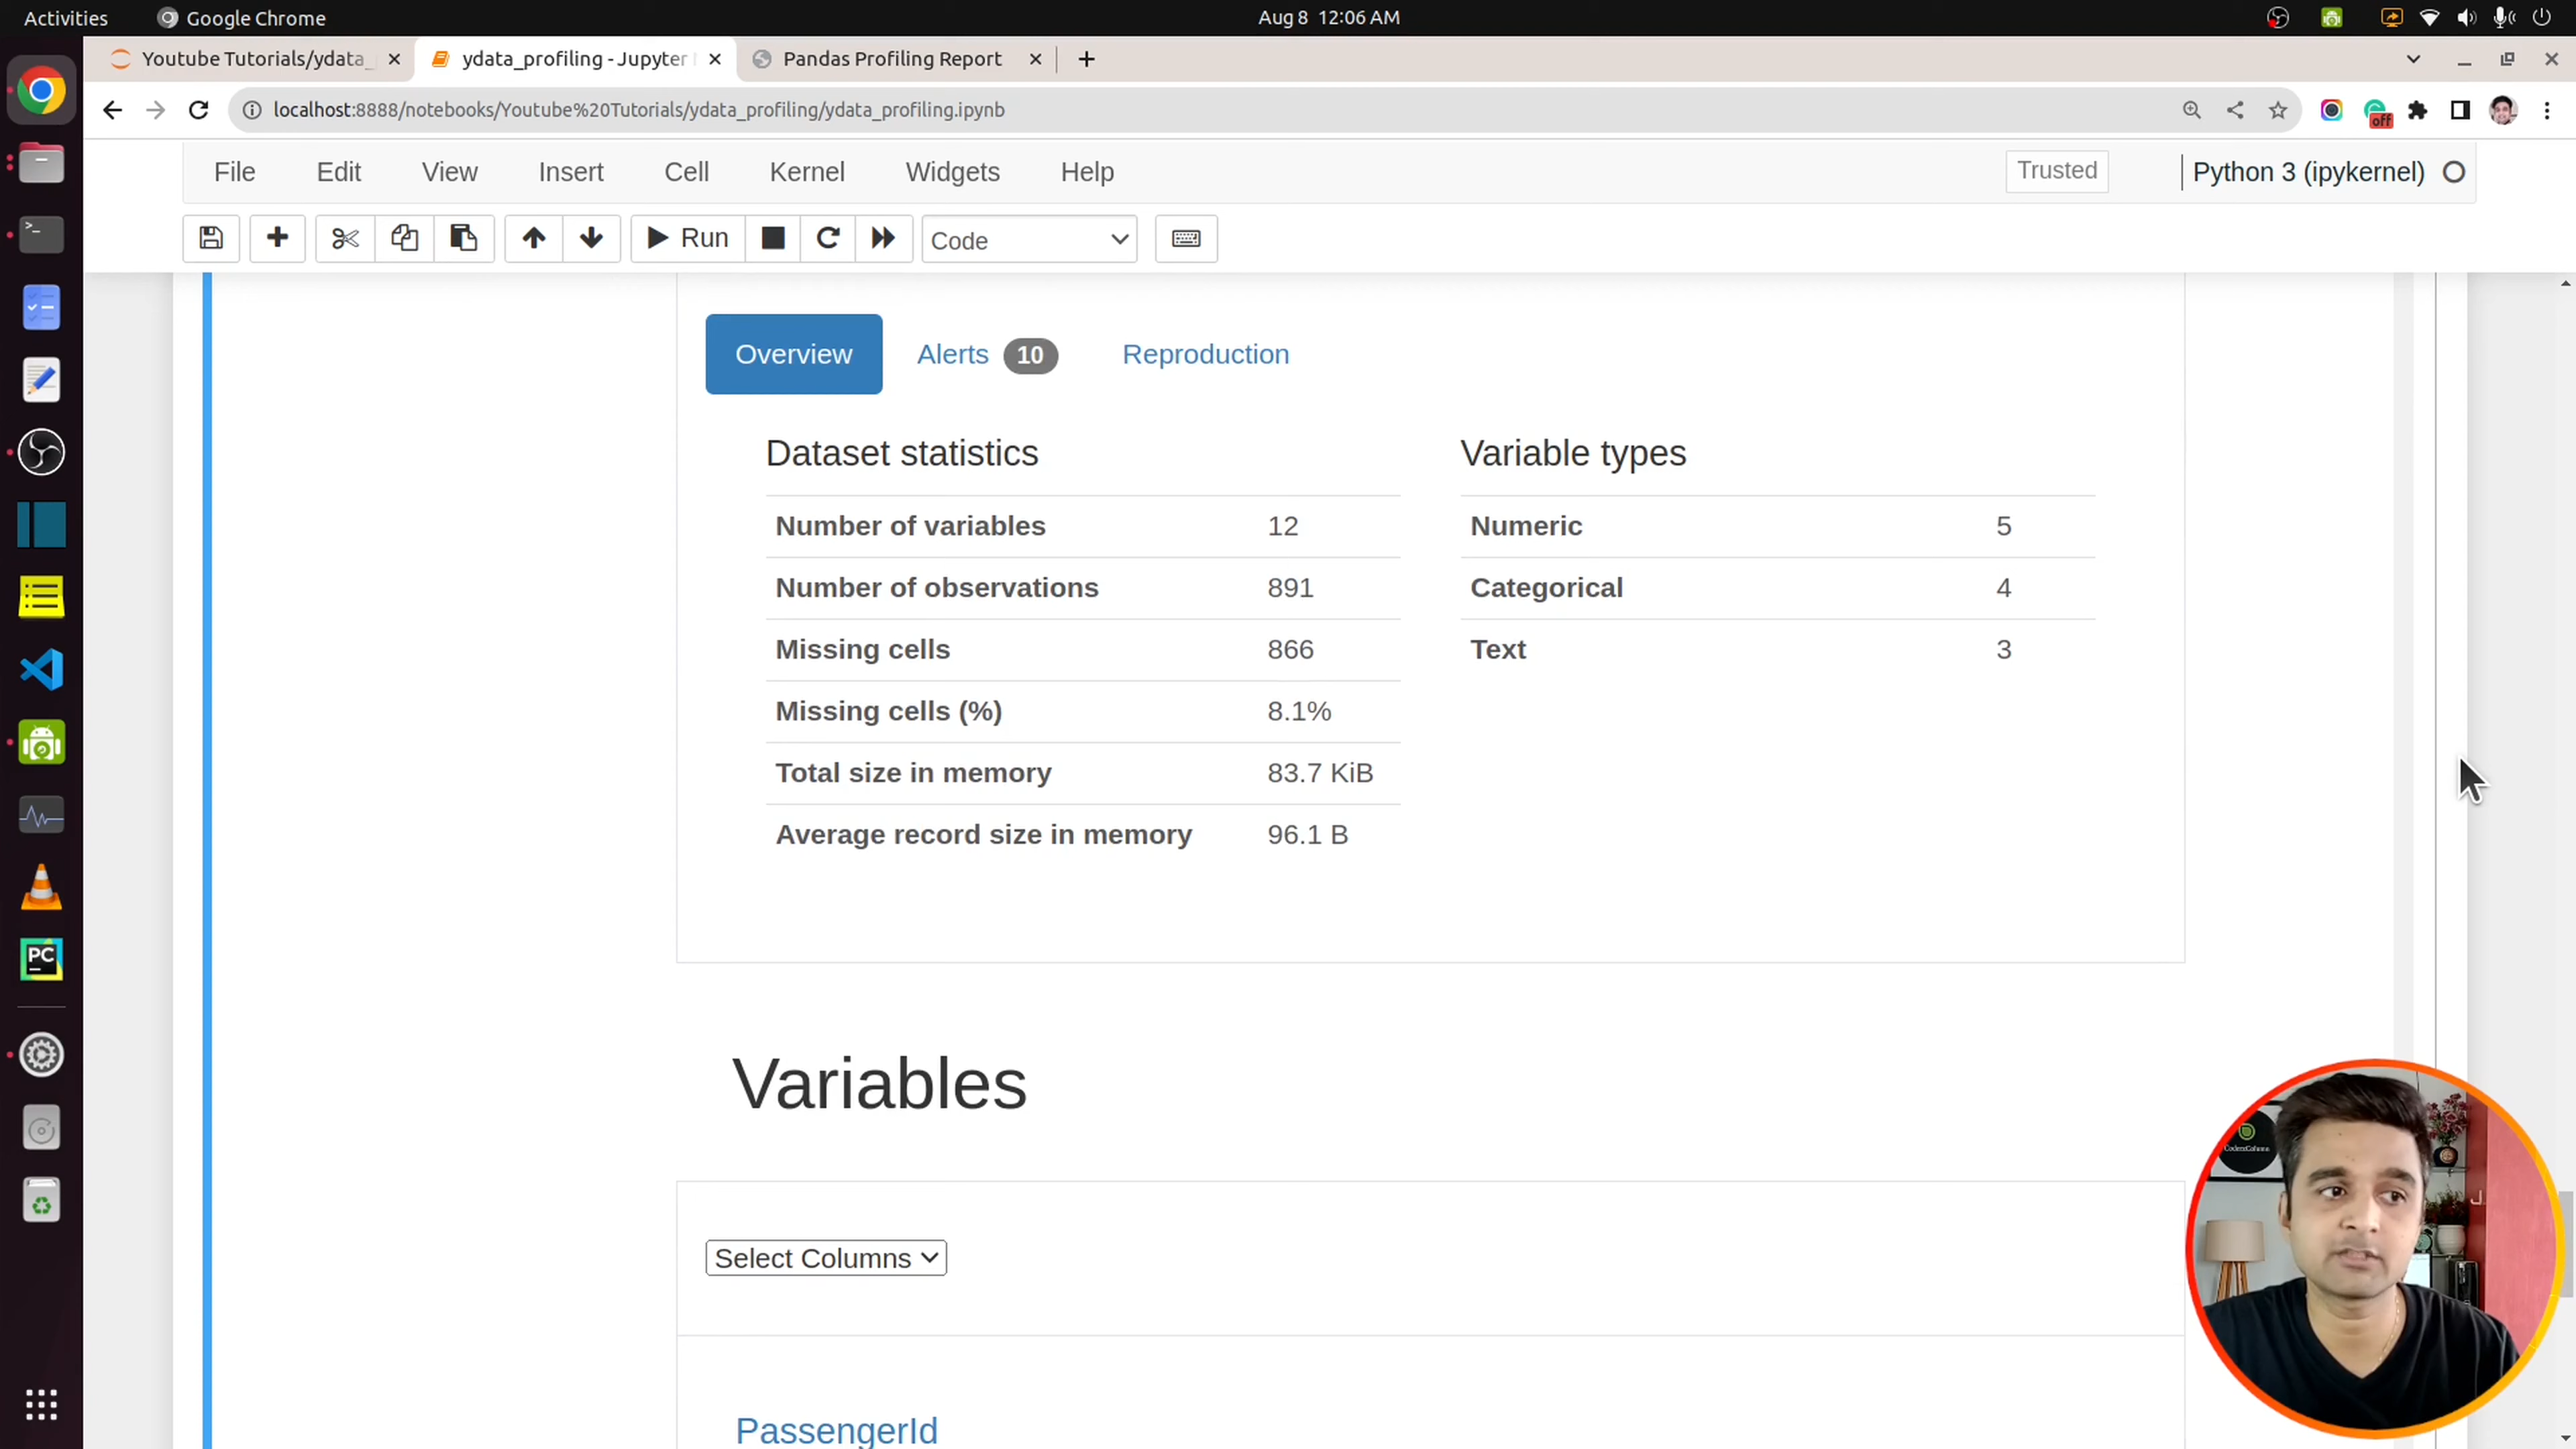 Activities Google Chrome Aug 8 12:06 AM
Youtube Tutorials/ydata_ ydata_profiling - Jupyter Pandas Profiling Report
localhost:8888/notebooks/Youtube%20Tutorials/ydata_profiling/ydata_profiling.ipynb
off
File Edit View Insert Cell Kernel Widgets Help Trusted Python 3 (ipykernel)
Run Code
Overview Alerts 10 Reproduction
Dataset statistics Variable types
Number of variables 12 Numeric 5
Number of observations 891 Categorical 4
Missing cells 866 Text 3
Missing cells (%) 8.1%
Total size in memory 83.7 KiB
Average record size in memory 96.1 B
PC
Variables
CodersColumn
Select Columns
PassengerId